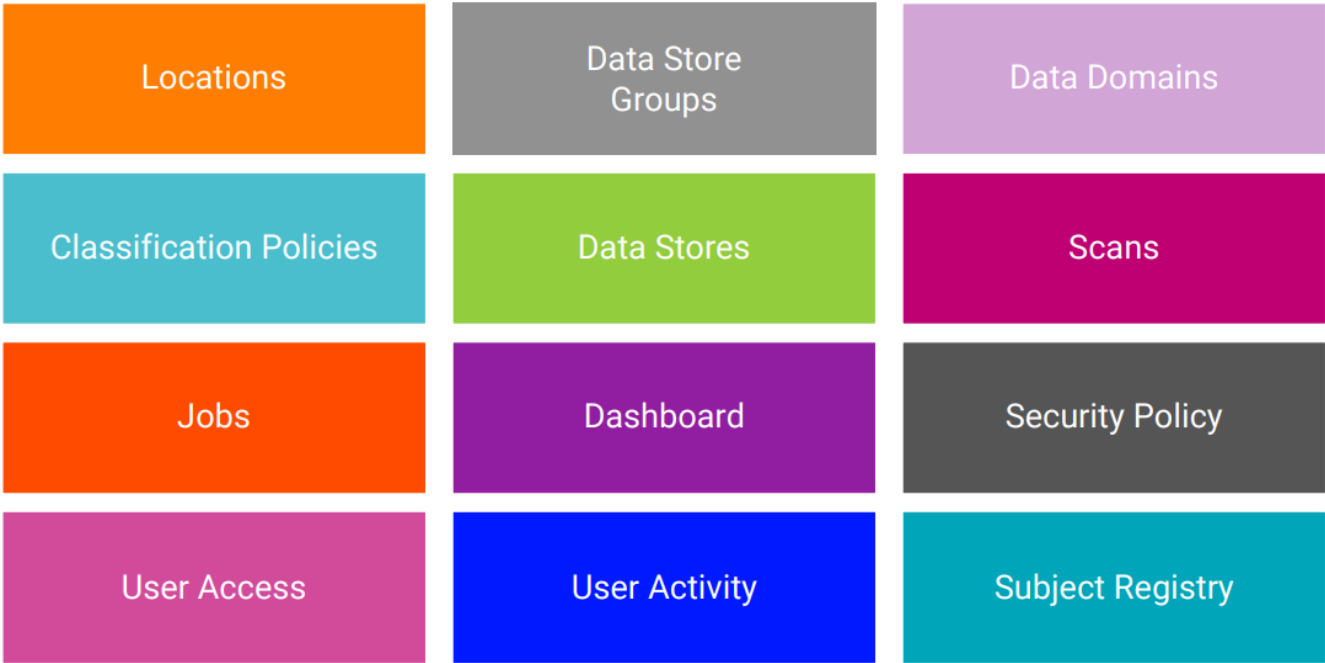 Locations
Data Store
Groups
Data Domains
Classification Policies
Data Stores
Scans
Jobs
Dashboard
Security Policy
User Access
User Activity
Subject Registry